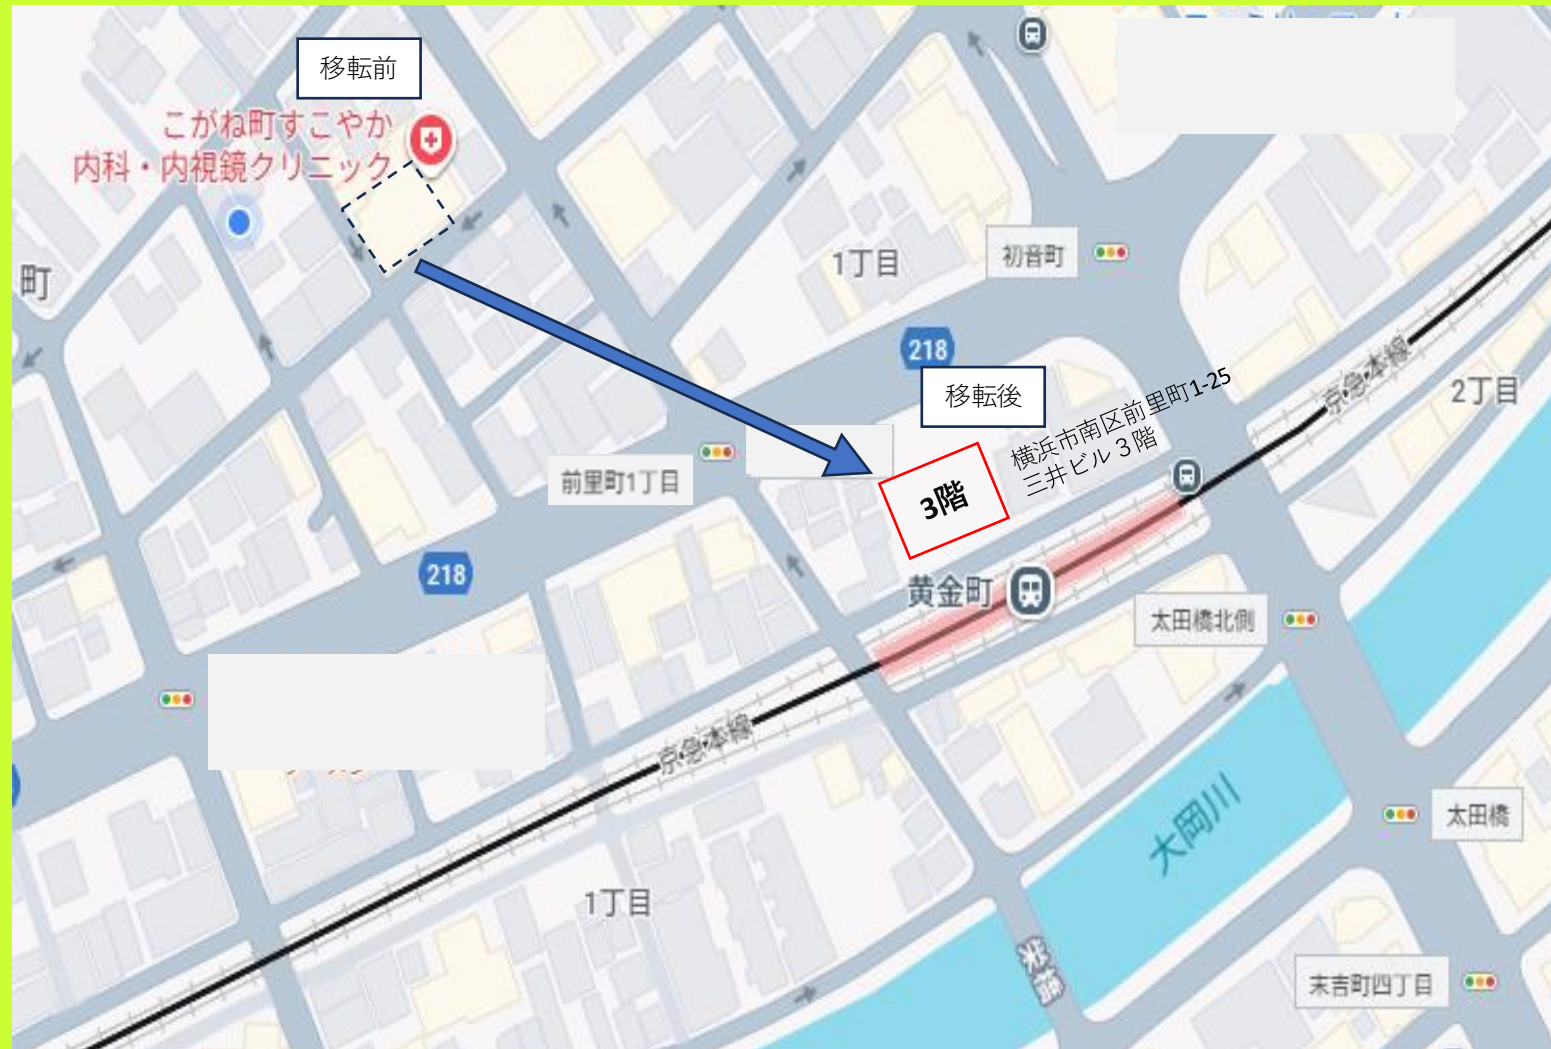 移転前
こがね町すこやか
内科・内視鏡クリニック
町
1丁目
初音町
218
移転後
横浜市南区前里町1-25
三井ビル３階
京急本線
2丁目
前里町1丁目
3階
218
黄金町
太田橋北側
京急本線
大岡川
太田橋
1丁目
末吉町四丁目